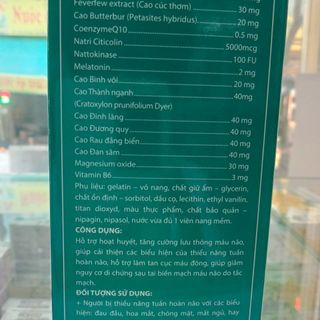 Feverfew extract (Cao cúc thơm) 30 mg
Cao Butterbur (Petasites hybridus) 20 mg
CoenzymeQ10 0.5 mg
Natri Citicolin 5000mcg
Nattokinase 100 FU
Melatonin 2 mg
Cao Bình vôi 20 mg
Cao Thành ngạnh 40mg
(Cratoxylon prunifolium Dyer)
Cao Đinh lăng 40 mg
Cao Đương quy 40 mg
Cao Rau đắng biển 40 mg
Cao Đan sâm 40 mg
Magnesium oxide 30 mg
Vitamin B6 3 mg
Phụ liệu: gelatin – vỏ nang, chất giữ ẩm – glycerin,
chất ổn định – sorbitol, dầu cọ, lecithin, ethyl vanilin,
titan dioxyd, màu thực phẩm, chất bảo quản –
nipagin, nipasol, nước vừa đủ 1 viên nang mềm.
CÔNG DỤNG:
Hỗ trợ hoạt huyết, tăng cường lưu thông máu não,
giúp cải thiện các biểu hiện của thiểu năng tuần
hoàn não, hỗ trợ làm tan cục máu đông, giúp giảm
nguy cơ di chứng sau tai biến mạch máu não do tắc
mạch.
ĐỐI TƯỢNG SỬ DỤNG:
+ Người bị thiểu năng tuần hoàn não với các biểu
hiện: đau đầu, hoa mắt, chóng mặt, mất ngủ, hay